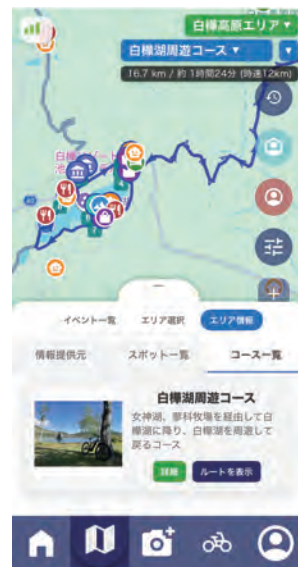 白樺高原エリア ▼
白樺湖周遊コース ▼
16.7 km / 約 1時間24分 (時速12km)
イベント一覧 エリア選択 エリア情報
情報提供元 スポット一覧 コース一覧
白樺湖周遊コース
女神湖、蓼科牧場を経由して白
樺湖に降り、白樺湖を周遊して
戻るコース
詳細 ルートを表示